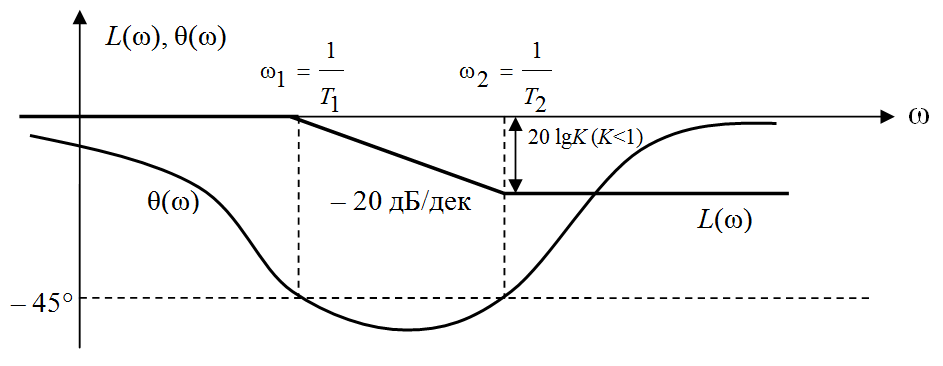 L(ω), θ(ω)
ω₁ = 1/T₁
ω₂ = 1/T₂
ω
20 lgK (K<1)
θ(ω)
– 20 дБ/дек
L(ω)
– 45°